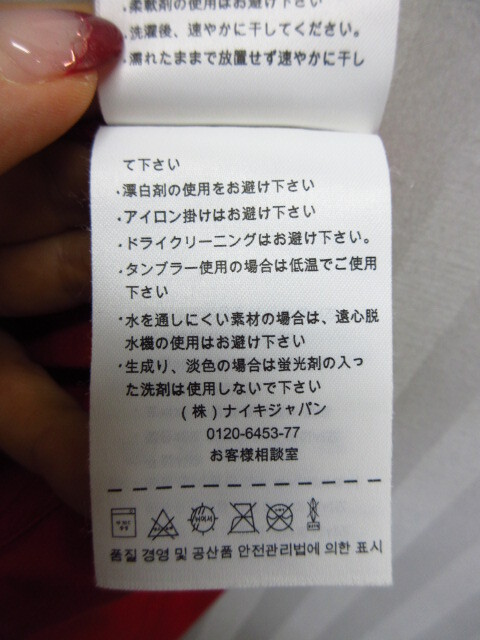 ・柔軟剤の使用はお避け下さい
・洗濯後、速やかに干してください。
・濡れたままで放置せず速やかに干し
て下さい
・漂白剤の使用をお避け下さい
・アイロン掛けはお避け下さい
・ドライクリーニングはお避け下さい。
・タンブラー使用の場合は低温でご使用
下さい
・水を通しにくい素材の場合は、遠心脱
水機の使用はお避け下さい
・生成り、淡色の場合は蛍光剤の入っ
た洗剤は使用しないで下さい
(株)ナイキジャパン
0120-6453-77
お客様相談室
품질 경영 및 공산품 안전관리법에 의한 표시